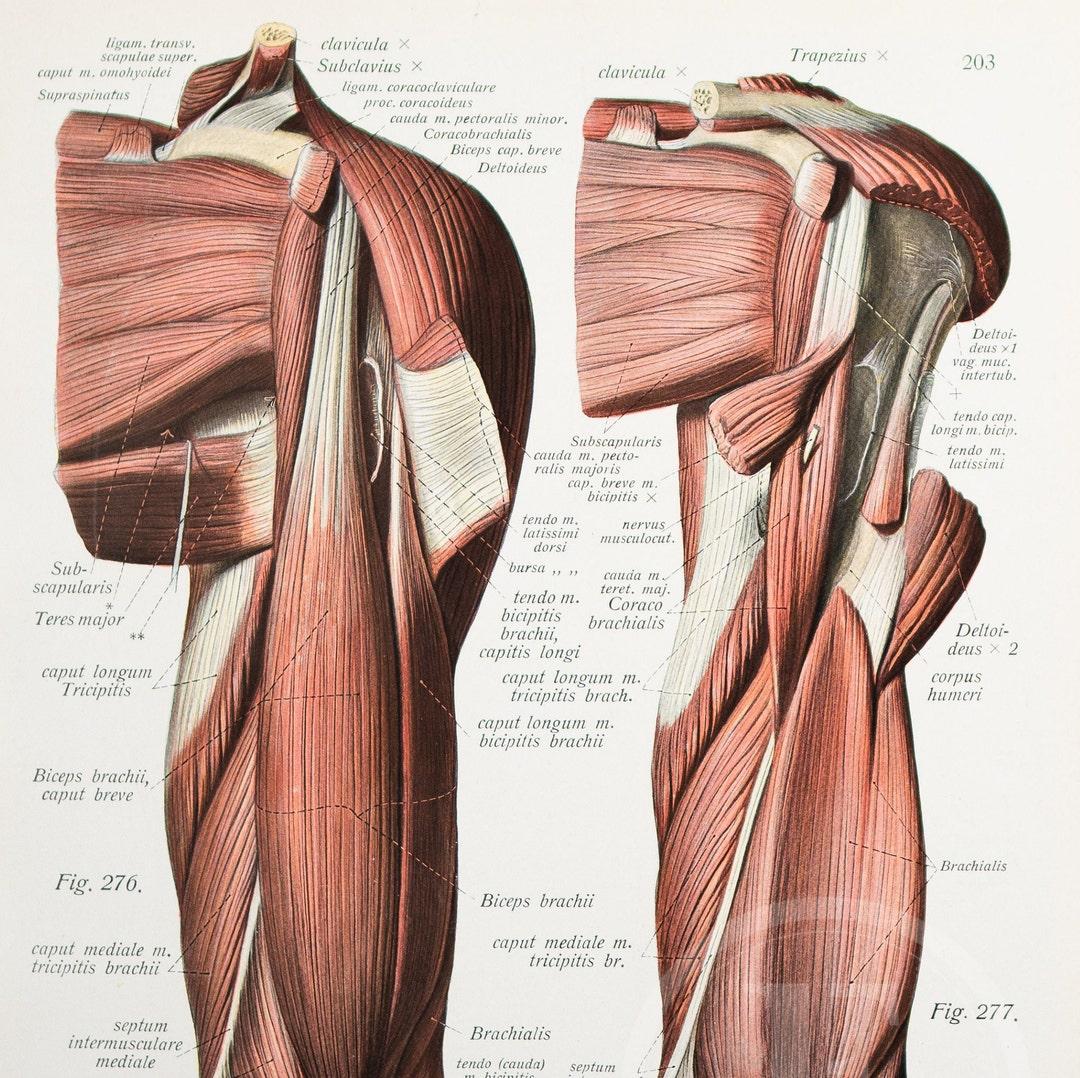 203
ligam. transv.
scapulae super.
caput m. omohyoidei
Supraspinatus
clavicula ×
Subclavius ×
ligam. coracoclaviculare
proc. coracoideus
cauda m. pectoralis minor.
Coracobrachialis
Biceps cap. breve
Deltoideus
Sub-
scapularis
Teres major
*
**
caput longum
Tricipitis
Biceps brachii,
caput breve
Fig. 276.
caput mediale m.
tricipitis brachii
septum
intermusculare
mediale
cauda m. pecto-
ralis majoris
tendo m.
latissimi
dorsi
bursa „ „
tendo m.
bicipitis
brachii,
capitis longi
caput longum m.
bicipitis brachii
Biceps brachii
Brachialis
tendo (cauda)
m. bicipitis
clavicula ×
Trapezius ×
Subscapularis
cap. breve m.
bicipitis ×
nervus
musculocut.
cauda m.
teret. maj.
Coraco
brachialis
caput longum m.
tricipitis brach.
caput mediale m.
tricipitis br.
septum
Deltoi-
deus ×1
vag. muc.
intertub.
+
tendo cap.
longi m. bicip.
tendo m.
latissimi
Deltoi-
deus × 2
corpus
humeri
Brachialis
Fig. 277.